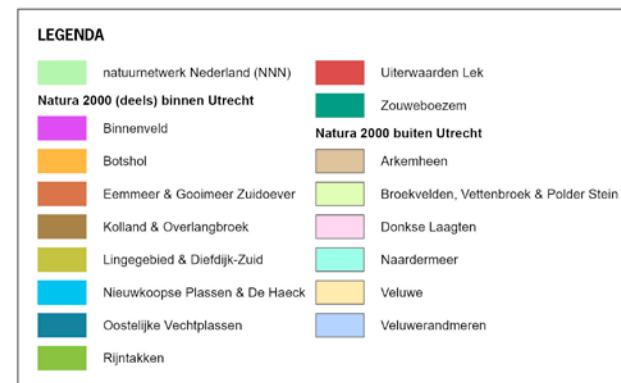 LEGENDA
natuurnetwerk Nederland (NNN)
Natura 2000 (deels) binnen Utrecht
Binnenveld
Botshol
Eemmeer & Gooimeer Zuidoever
Kolland & Overlangbroek
Lingegebied & Diefdijk-Zuid
Nieuwkoopse Plassen & De Haeck
Oostelijke Vechtplassen
Rijntakken
Uiterwaarden Lek
Zouweboezem
Natura 2000 buiten Utrecht
Arkemheen
Broekvelden, Vettenbroek & Polder Stein
Donkse Laagten
Naardermeer
Veluwe
Veluwerandmeren